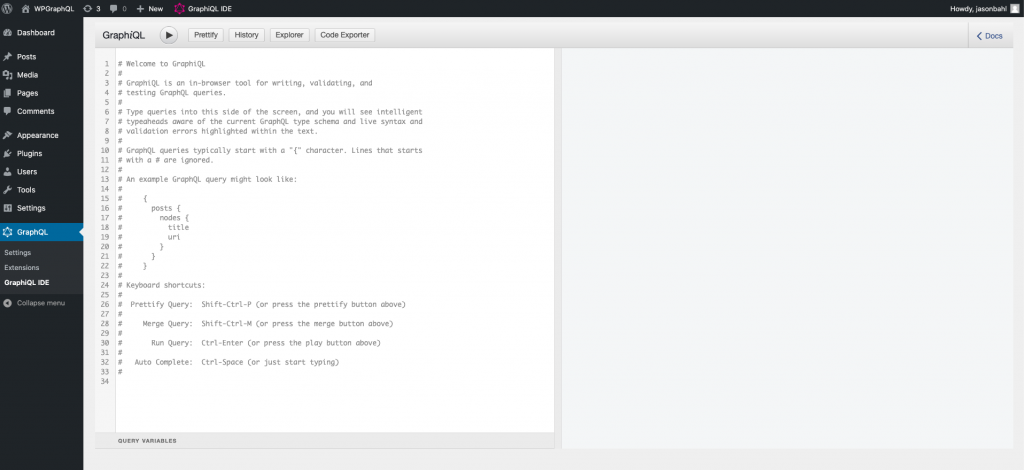 WPGraphQL 3 0 New GraphiQL IDE Howdy, jasonbahl
Dashboard
Posts
Media
Pages
Comments
Appearance
Plugins
Users
Tools
Settings
GraphQL
Settings
Extensions
GraphiQL IDE
Collapse menu
GraphiQL Prettify History Explorer Code Exporter Docs
1 # Welcome to GraphiQL
2 #
3 # GraphiQL is an in-browser tool for writing, validating, and
4 # testing GraphQL queries.
5 #
6 # Type queries into this side of the screen, and you will see intelligent
7 # typeaheads aware of the current GraphQL type schema and live syntax and
8 # validation errors highlighted within the text.
9 #
10 # GraphQL queries typically start with a "{" character. Lines that starts
11 # with a # are ignored.
12 #
13 # An example GraphQL query might look like:
14 #
15 #     {
16 #       posts {
17 #         nodes {
18 #           title
19 #           uri
20 #         }
21 #       }
22 #     }
23 #
24 # Keyboard shortcuts:
25 #
26 #  Prettify Query:  Shift-Ctrl-P (or press the prettify button above)
27 #
28 #     Merge Query:  Shift-Ctrl-M (or press the merge button above)
29 #
30 #       Run Query:  Ctrl-Enter (or press the play button above)
31 #
32 #   Auto Complete:  Ctrl-Space (or just start typing)
33 #
34
QUERY VARIABLES